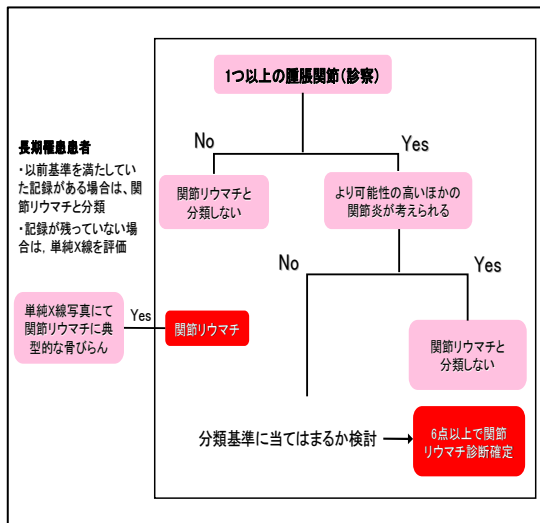 1つ以上の腫脹関節(診察)
No
Yes
長期罹患患者
・以前基準を満たしてい
た記録がある場合は、関
節リウマチと分類
・記録が残っていない場
合は, 単純X線を評価
関節リウマチと
分類しない
より可能性の高いほかの
関節炎が考えられる
No
Yes
単純X線写真にて
関節リウマチに典
型的な骨びらん
Yes
関節リウマチ
関節リウマチと
分類しない
分類基準に当てはまるか検討
6点以上で関節
リウマチ診断確定